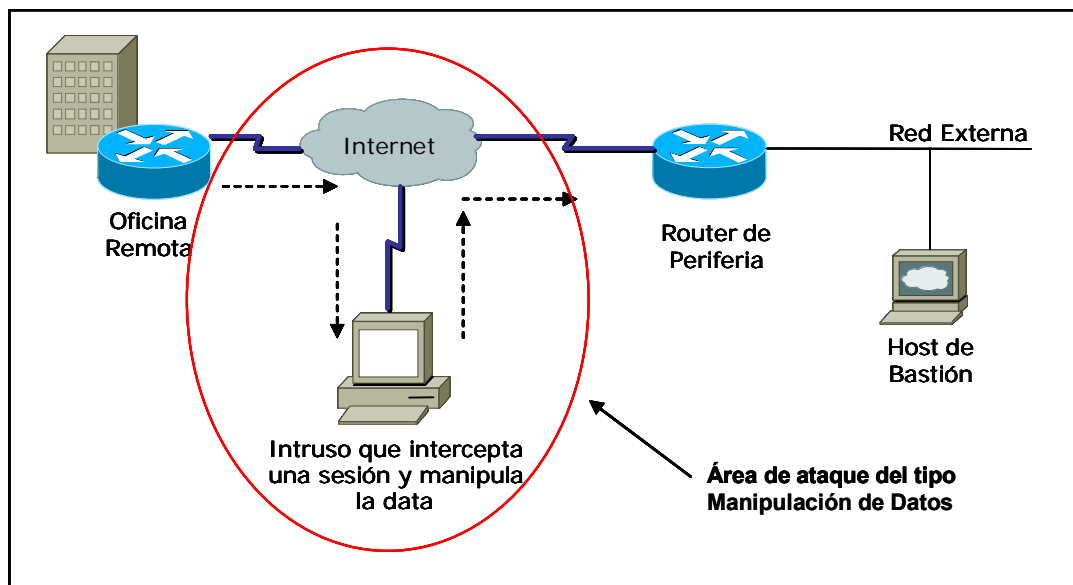 Internet
Red Externa
Oficina
Remota
Router de
Periferia
Host de
Bastión
Intruso que intercepta
una sesión y manipula
la data
Área de ataque del tipo
Manipulación de Datos